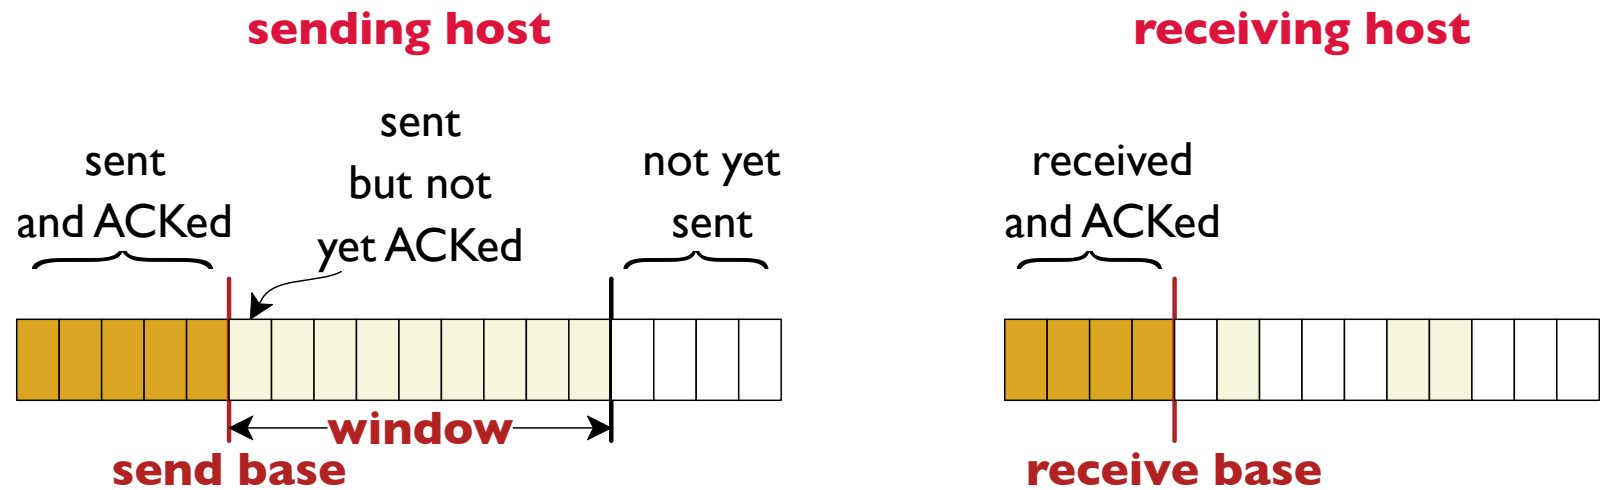 sending host
receiving host
sent
and ACKed
sent
but not
yet ACKed
not yet
sent
received
and ACKed
window
send base
receive base